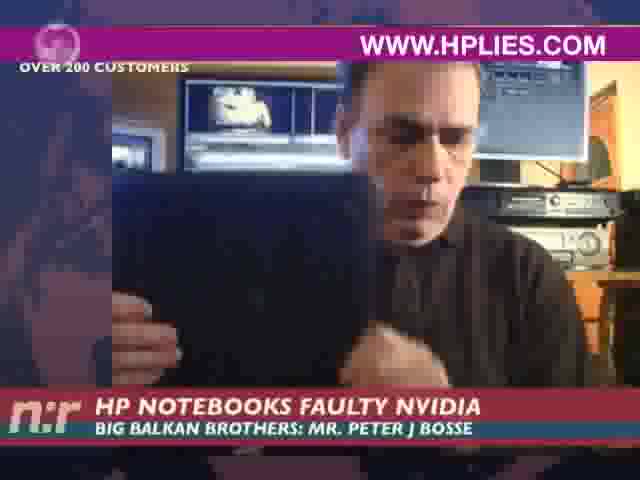 WWW.HPLIES.COM
OVER 200 CUSTOMERS
n:r HP NOTEBOOKS FAULTY NVIDIA
BIG BALKAN BROTHERS: MR. PETER J BOSSE